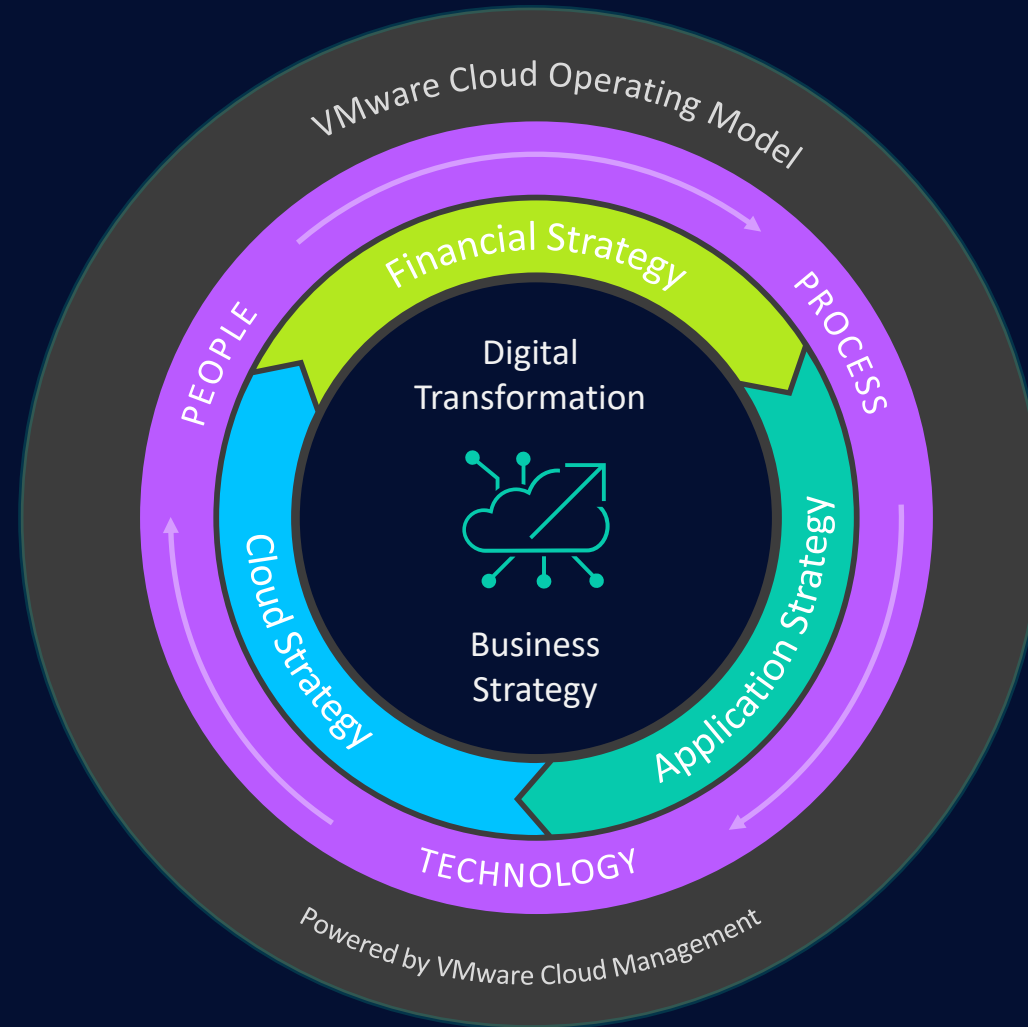 VMware Cloud Operating Model
PEOPLE
PROCESS
TECHNOLOGY
Financial Strategy
Application Strategy
Cloud Strategy
Digital
Transformation
Business
Strategy
Powered by VMware Cloud Management